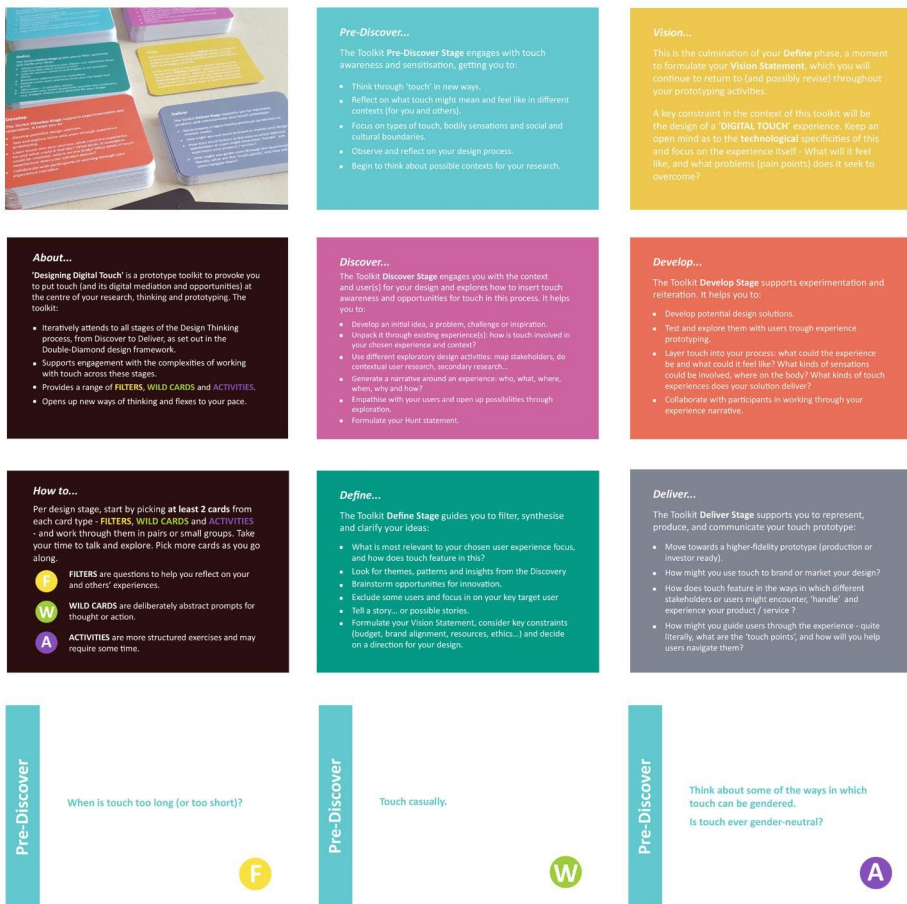 Pre-Discover...
The Toolkit Pre-Discover Stage engages with touch
awareness and sensitisation, getting you to:
Think through 'touch' in new ways.
Reflect on what touch might mean and feel like in different
contexts (for you and others).
Focus on types of touch, bodily sensations and social and
cultural boundaries.
Observe and reflect on your design process.
Begin to think about possible contexts for your research.
Vision...
This is the culmination of your Define phase, a moment
to formulate your Vision Statement, which you will
continue to return to (and possibly revise) throughout
your prototyping activities.
A key constraint in the context of this toolkit will be
the design of a 'DIGITAL TOUCH' experience. Keep an
open mind as to the technological specificities of this
and focus on the experience itself - What will it feel
like, and what problems (pain points) does it seek to
overcome?
About...
'Designing Digital Touch' is a prototype toolkit to provoke you
to put touch (and its digital mediation and opportunities) at
the centre of your research, thinking and prototyping. The
toolkit:
Iteratively attends to all stages of the Design Thinking
process, from Discover to Deliver, as set out in the
Double-Diamond design framework.
Supports engagement with the complexities of working
with touch across these stages.
Provides a range of FILTERS, WILD CARDS and ACTIVITIES.
Opens up new ways of thinking and flexes to your pace.
Discover...
The Toolkit Discover Stage engages you with the context
and user(s) for your design and explores how to insert touch
awareness and opportunities for touch in this process. It helps
you to:
Develop an initial idea, a problem, challenge or inspiration.
Unpack it through existing experience(s): how is touch involved in
your chosen experience and context?
Use different exploratory design activities: map stakeholders, do
contextual user research, secondary research...
Generate a narrative around an experience: who, what, where,
when, why and how?
Empathise with your users and open up possibilities through
exploration.
Formulate your Hunt statement.
Develop...
The Toolkit Develop Stage supports experimentation and
reiteration. It helps you to:
Develop potential design solutions.
Test and explore them with users trough experience
prototyping.
Layer touch into your process: what could the experience
be and what could it feel like? What kinds of sensations
could be involved, where on the body? What kinds of touch
experiences does your solution deliver?
Collaborate with participants in working through your
experience narrative.
How to...
Per design stage, start by picking at least 2 cards from
each card type - FILTERS, WILD CARDS and ACTIVITIES
- and work through them in pairs or small groups. Take
your time to talk and explore. Pick more cards as you go
along.
F
FILTERS are questions to help you reflect on your
and others' experiences.
W
WILD CARDS are deliberately abstract prompts for
thought or action.
A
ACTIVITIES are more structured exercises and may
require some time.
Define...
The Toolkit Define Stage guides you to filter, synthesise
and clarify your ideas:
What is most relevant to your chosen user experience focus,
and how does touch feature in this?
Look for themes, patterns and insights from the Discovery
Brainstorm opportunities for innovation.
Exclude some users and focus in on your key target user
Tell a story... or possible stories.
Formulate your Vision Statement, consider key constraints
(budget, brand alignment, resources, ethics...) and decide
on a direction for your design.
Deliver...
The Toolkit Deliver Stage supports you to represent,
produce, and communicate your touch prototype:
Move towards a higher-fidelity prototype (production or
investor ready).
How might you use touch to brand or market your design?
How does touch feature in the ways in which different
stakeholders or users might encounter, 'handle' and
experience your product / service ?
How might you guide users through the experience - quite
literally, what are the 'touch points', and how will you help
users navigate them?
Pre-Discover
When is touch too long (or too short)?
F
Pre-Discover
Touch casually.
W
Pre-Discover
Think about some of the ways in which
touch can be gendered.
Is touch ever gender-neutral?
A